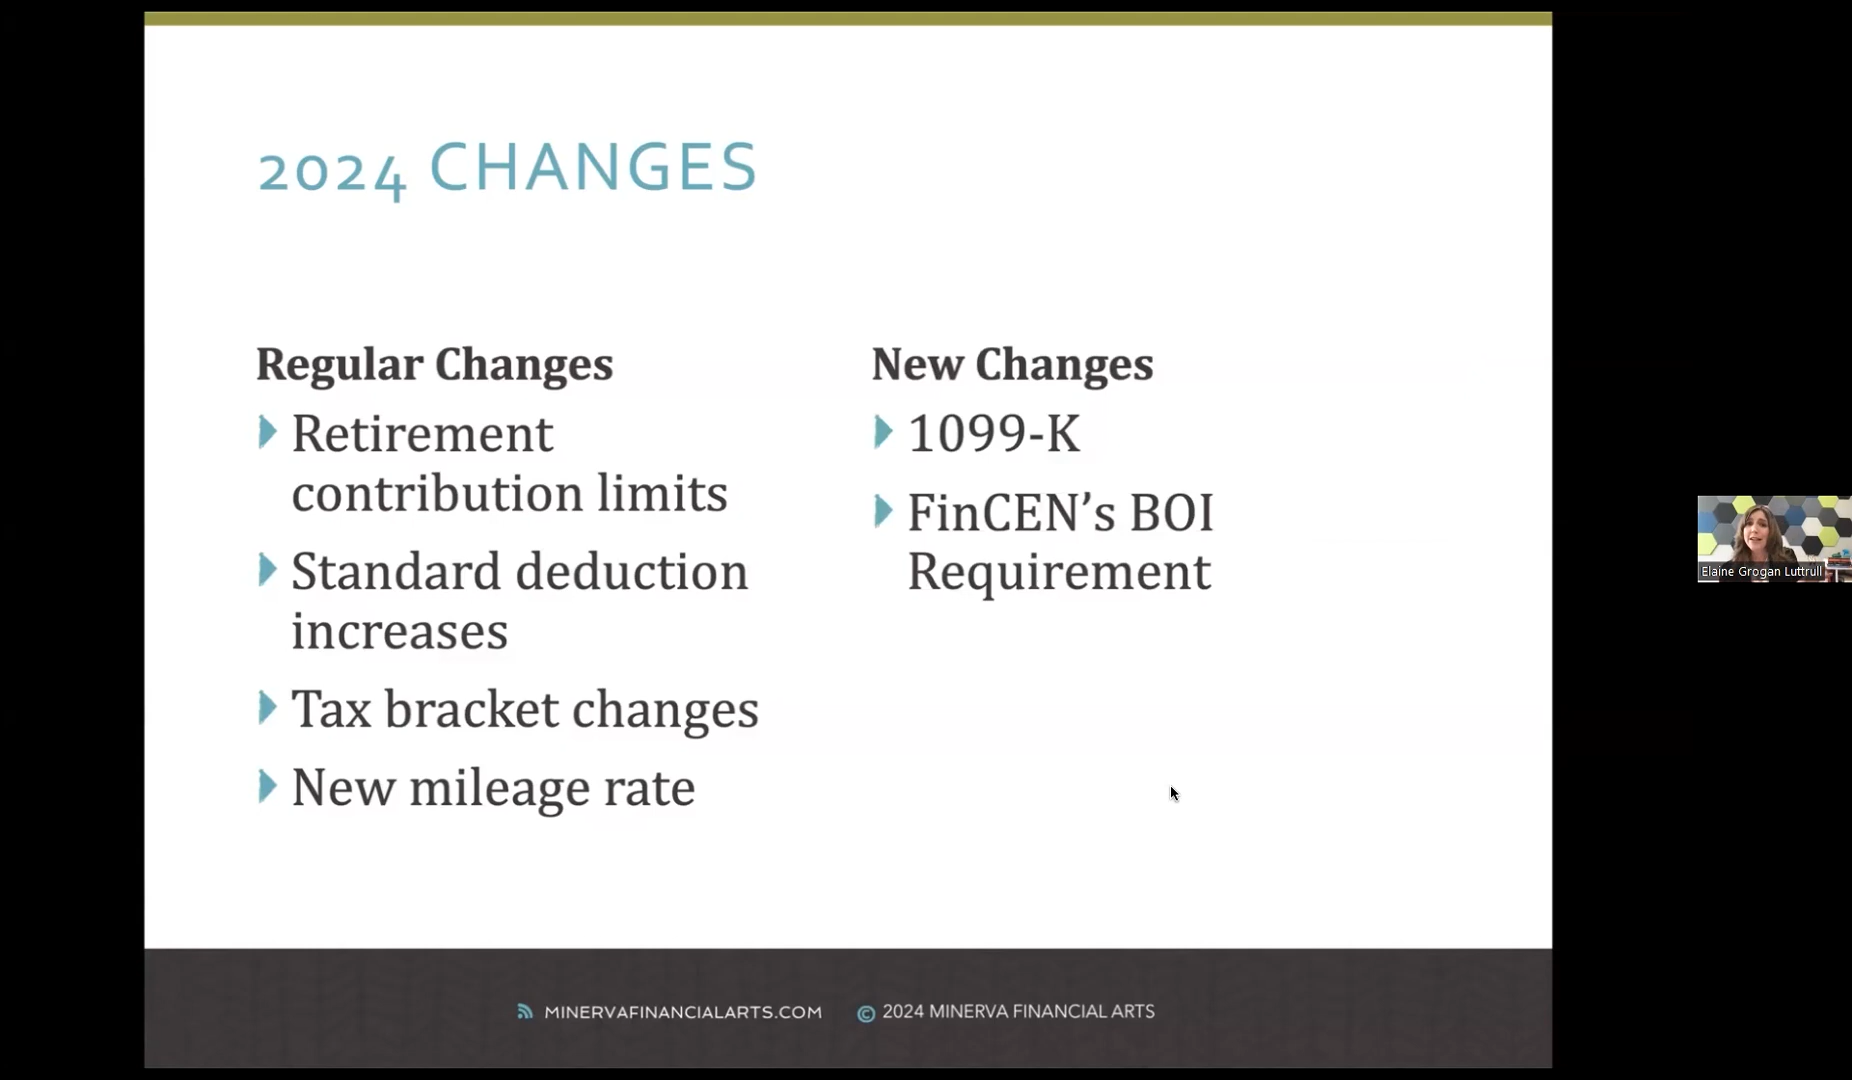 2024 CHANGES
Regular Changes
Retirement
contribution limits
Standard deduction
increases
Tax bracket changes
New mileage rate
New Changes
1099-K
FinCEN’s BOI
Requirement
Elaine Grogan Luttrull
MINERVAFINANCIALARTS.COM
© 2024 MINERVA FINANCIAL ARTS